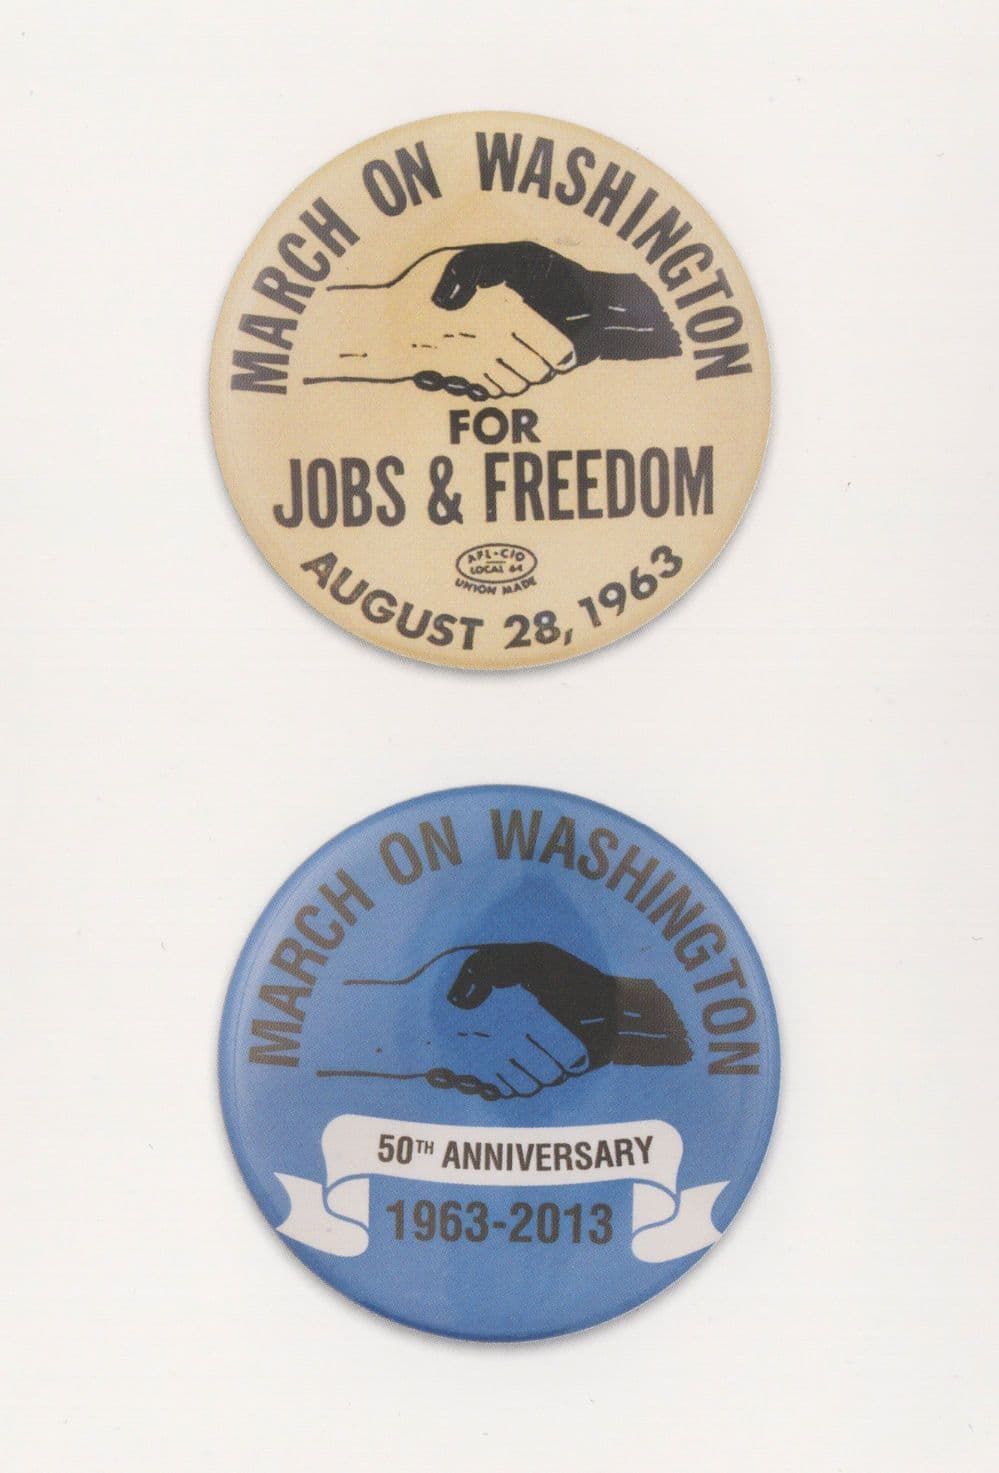 MARCH ON WASHINGTON
FOR
JOBS & FREEDOM
AFL-CIO
LOCAL 64
UNION MADE
AUGUST 28, 1963
MARCH ON WASHINGTON
50TH ANNIVERSARY
1963-2013